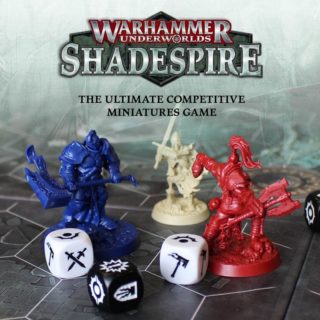 WARHAMMER
UNDERWORLDS
SHADESPIRE
THE ULTIMATE COMPETITIVE
MINIATURES GAME